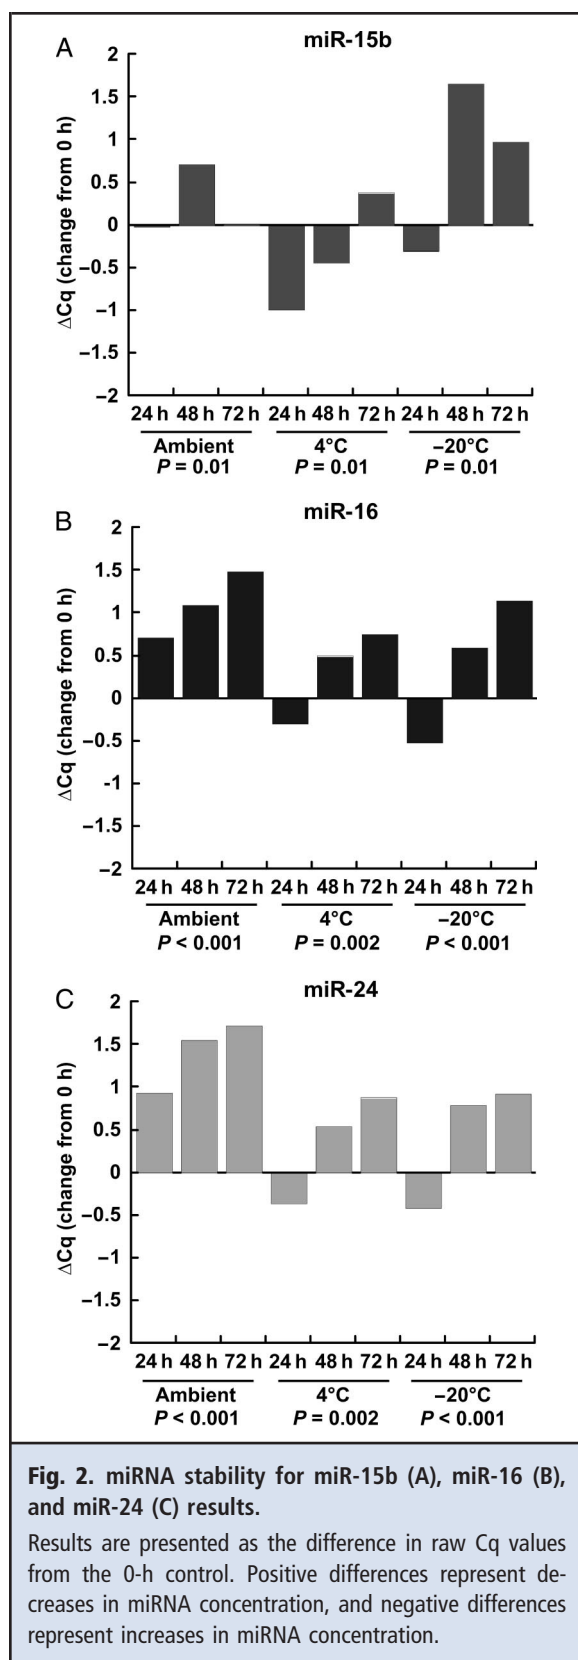 A
miR-15b
2
1.5
1
0.5
0
−0.5
−1
−1.5
−2
ΔCq (change from 0 h)
24 h 48 h 72 h 24 h 48 h 72 h 24 h 48 h 72 h
Ambient 4°C −20°C
P = 0.01 P = 0.01 P = 0.01
B
miR-16
2
1.5
1
0.5
0
−0.5
-1
−1.5
−2
ΔCq (change from 0 h)
24 h 48 h 72 h 24 h 48 h 72 h 24 h 48 h 72 h
Ambient 4°C −20°C
P < 0.001 P = 0.002 P < 0.001
C
miR-24
2
1.5
1
0.5
0
−0.5
−1
−1.5
−2
ΔCq (change from 0 h)
24 h 48 h 72 h 24 h 48 h 72 h 24 h 48 h 72 h
Ambient 4°C −20°C
P < 0.001 P = 0.002 P < 0.001
Fig. 2. miRNA stability for miR-15b (A), miR-16 (B),
and miR-24 (C) results.
Results are presented as the difference in raw Cq values
from the 0-h control. Positive differences represent de-
creases in miRNA concentration, and negative differences
represent increases in miRNA concentration.